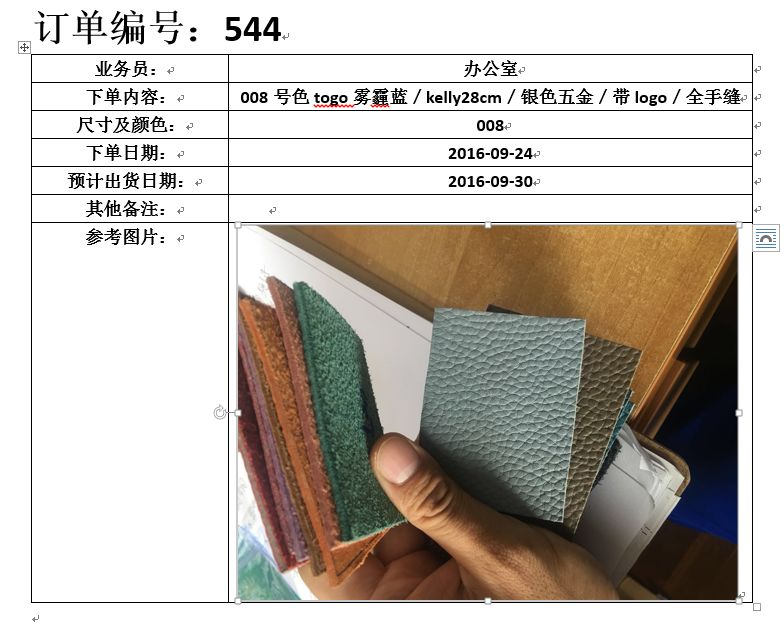 订单编号：544
业务员： 办公室
下单内容： 008 号色 togo 雾霾蓝 / kelly28cm / 银色五金 / 带 logo / 全手缝
尺寸及颜色： 008
下单日期： 2016-09-24
预计出货日期： 2016-09-30
其他备注：
参考图片：